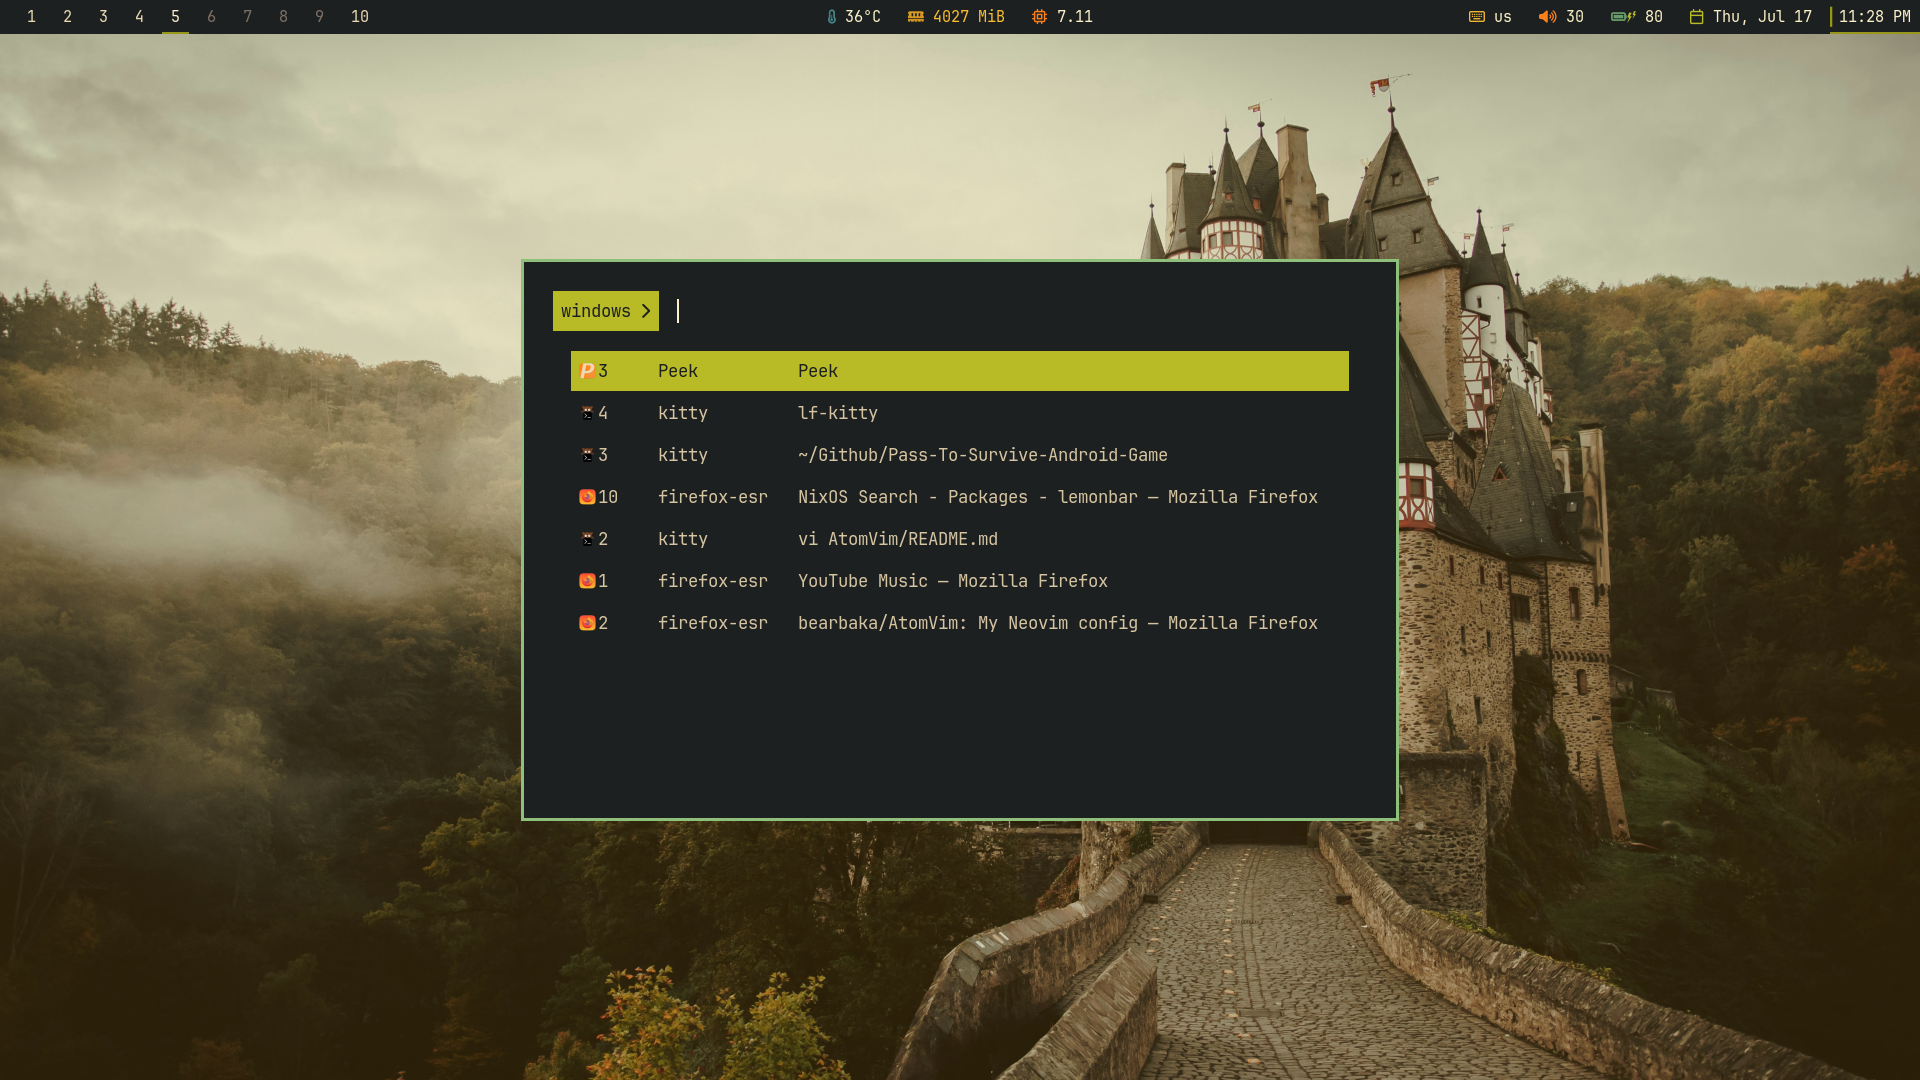 1 2 3 4 5 6 7 8 9 10 36°C 4027 MiB 7.11 us 30 80 Thu, Jul 17 11:28 PM
windows
3 Peek Peek
4 kitty lf-kitty
3 kitty ~/Github/Pass-To-Survive-Android-Game
10 firefox-esr NixOS Search - Packages - lemonbar — Mozilla Firefox
2 kitty vi AtomVim/README.md
1 firefox-esr YouTube Music — Mozilla Firefox
2 firefox-esr bearbaka/AtomVim: My Neovim config — Mozilla Firefox